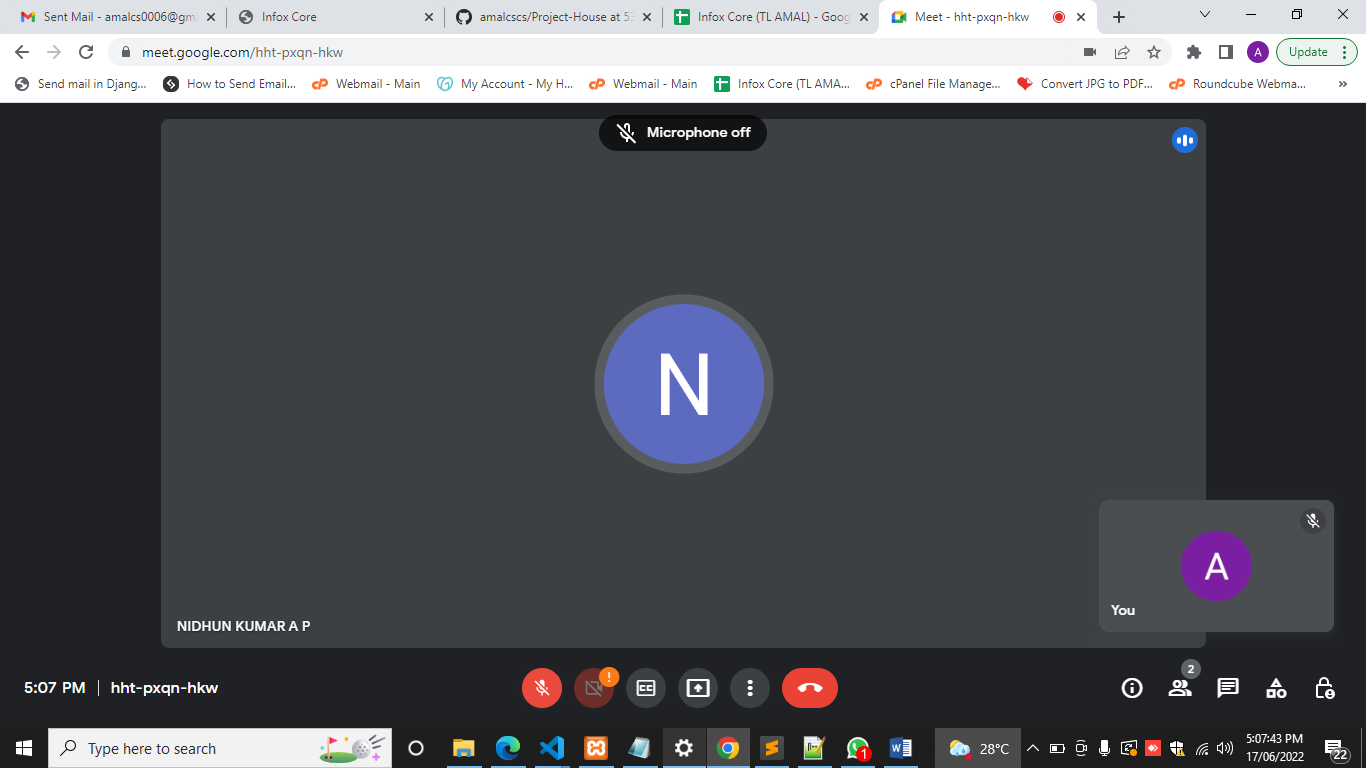 Sent Mail - amalcs0006@gm
Infox Core
amalcscs/Project-House at 53
Infox Core (TL AMAL) - Goog
Meet - hht-pxqn-hkw
meet.google.com/hht-pxqn-hkw
A
Update
Send mail in Djang...
How to Send Email...
Webmail - Main
My Account - My H...
Webmail - Main
Infox Core (TL AMA...
cPanel File Manage...
Convert JPG to PDF...
Roundcube Webma...
»
Microphone off
N
NIDHUN KUMAR A P
A
You
5:07 PM | hht-pxqn-hkw
!
CC
2
Type here to search
1
28°C
5:07:43 PM
17/06/2022
22